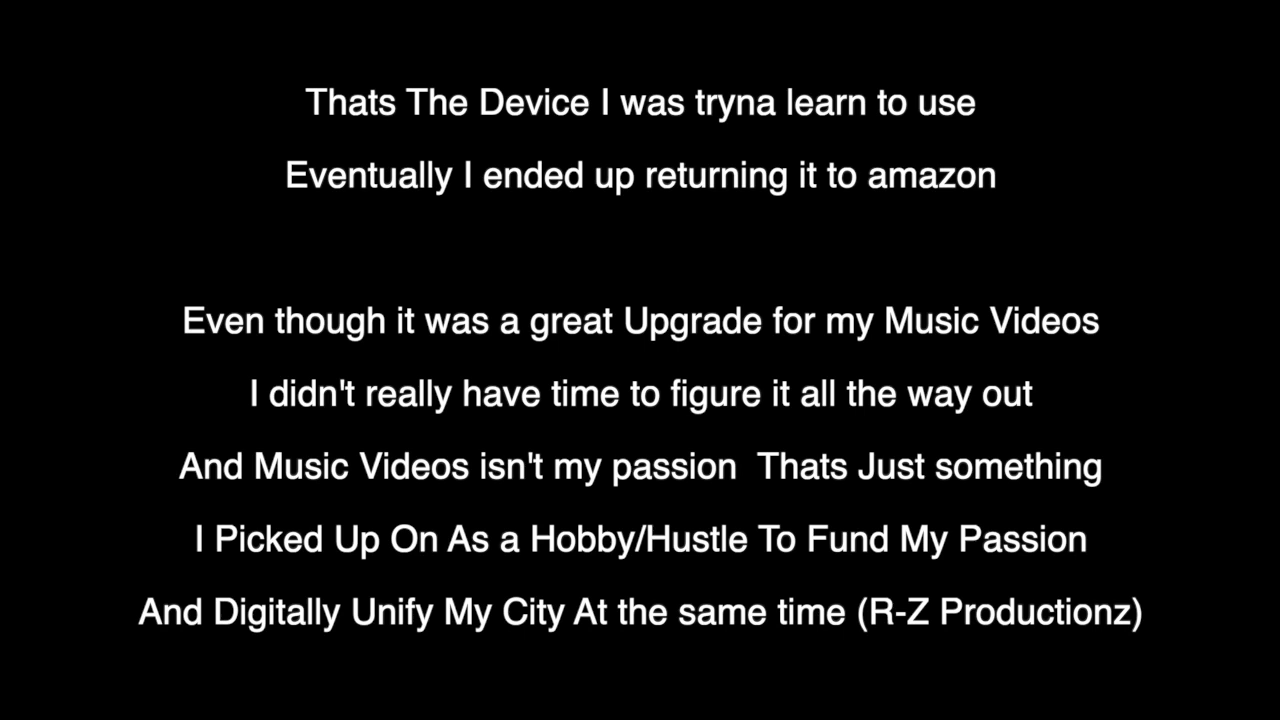 Thats The Device I was tryna learn to use
Eventually I ended up returning it to amazon
Even though it was a great Upgrade for my Music Videos
I didn't really have time to figure it all the way out
And Music Videos isn't my passion  Thats Just something
I Picked Up On As a Hobby/Hustle To Fund My Passion
And Digitally Unify My City At the same time (R-Z Productionz)